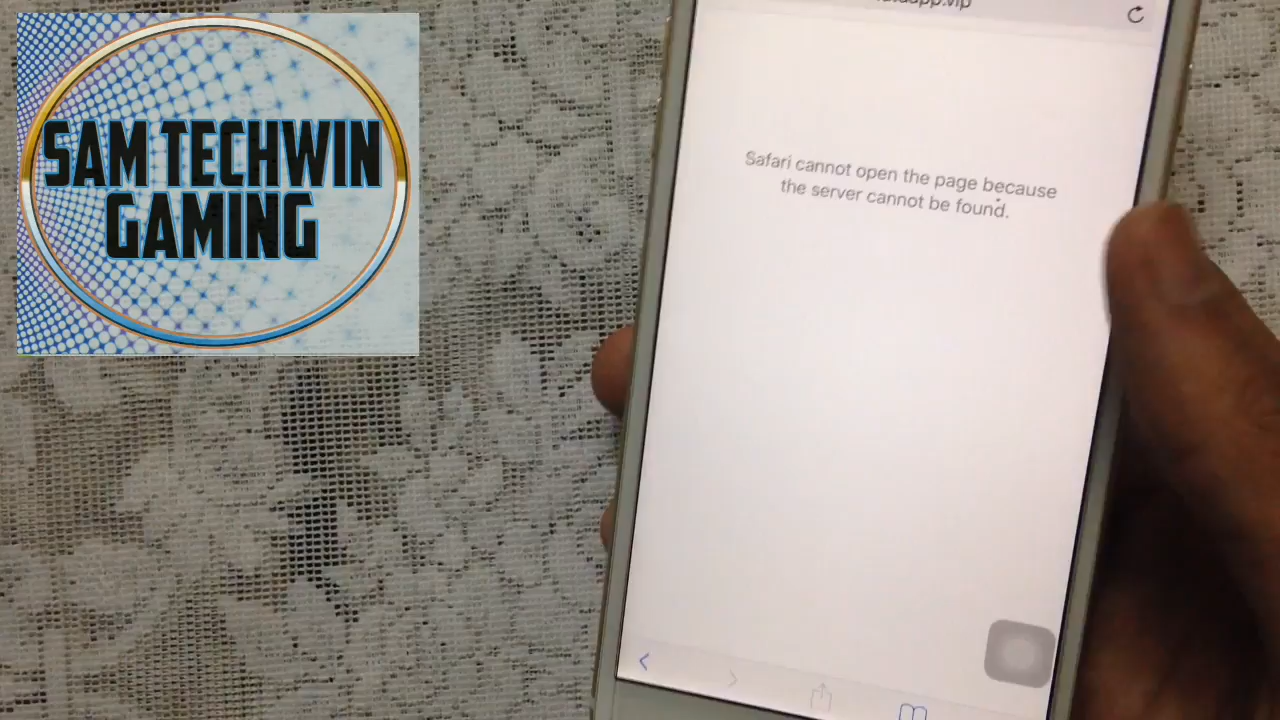 SAM TECHWIN
GAMING
Safari cannot open the page because
the server cannot be found.